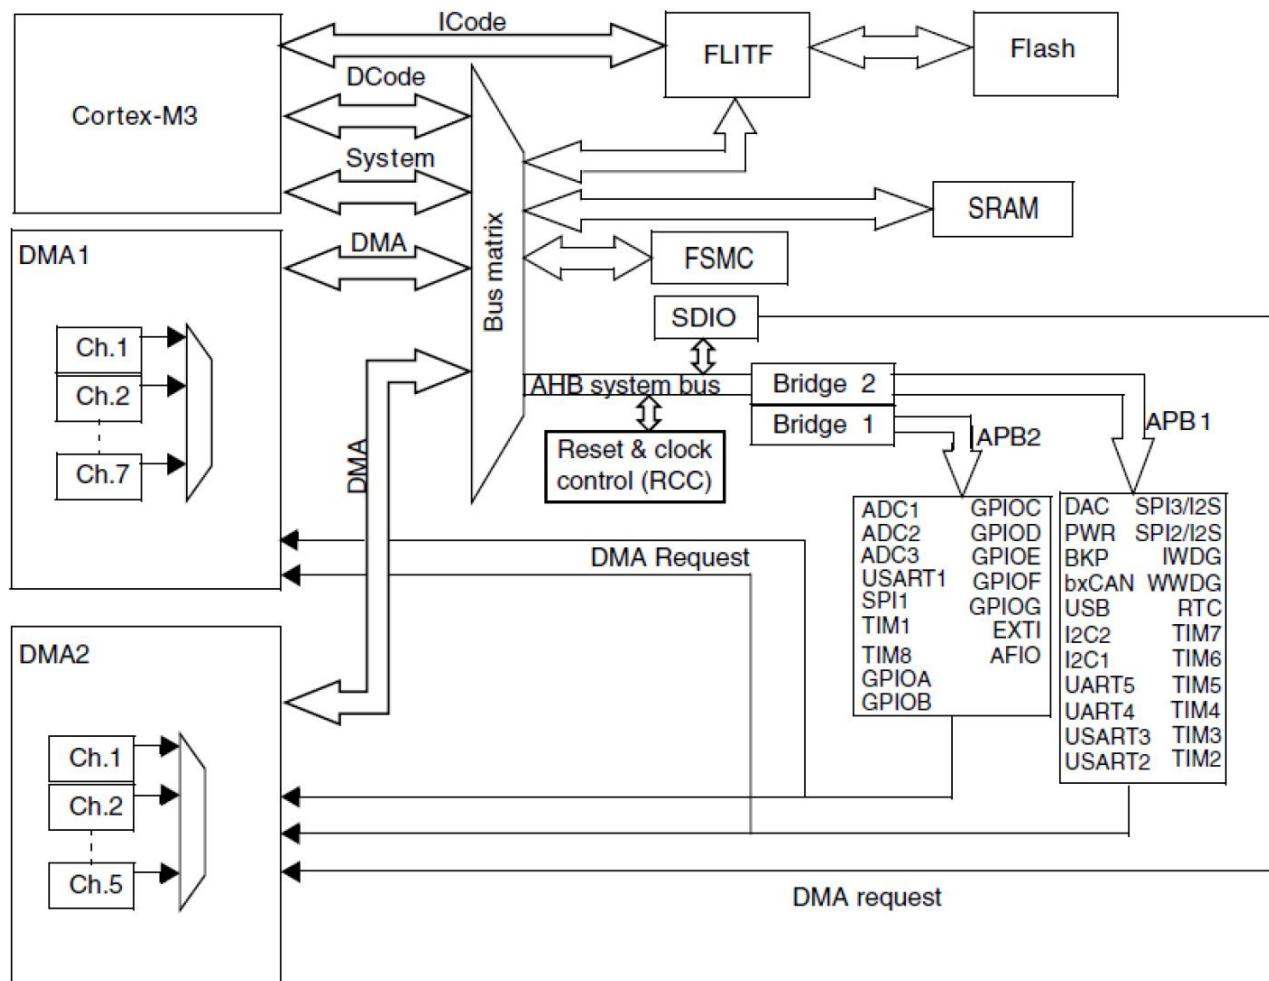 ICode
FLITF
Flash
DCode
Cortex-M3
System
SRAM
DMA1
DMA
FSMC
Bus matrix
SDIO
Ch.1
Ch.2
Ch.7
AHB system bus
Bridge 2
Bridge 1
APB2
APB1
Reset & clock
control (RCC)
DMA
ADC1 GPIOC
ADC2 GPIOD
ADC3 GPIOE
USART1 GPIOF
SPI1 GPIOG
TIM1 EXTI
TIM8 AFIO
GPIOA
GPIOB
DAC SPI3/I2S
PWR SPI2/I2S
BKP IWDG
bxCAN WWDG
USB RTC
I2C2 TIM7
I2C1 TIM6
UART5 TIM5
UART4 TIM4
USART3 TIM3
USART2 TIM2
DMA Request
DMA2
Ch.1
Ch.2
Ch.5
DMA request